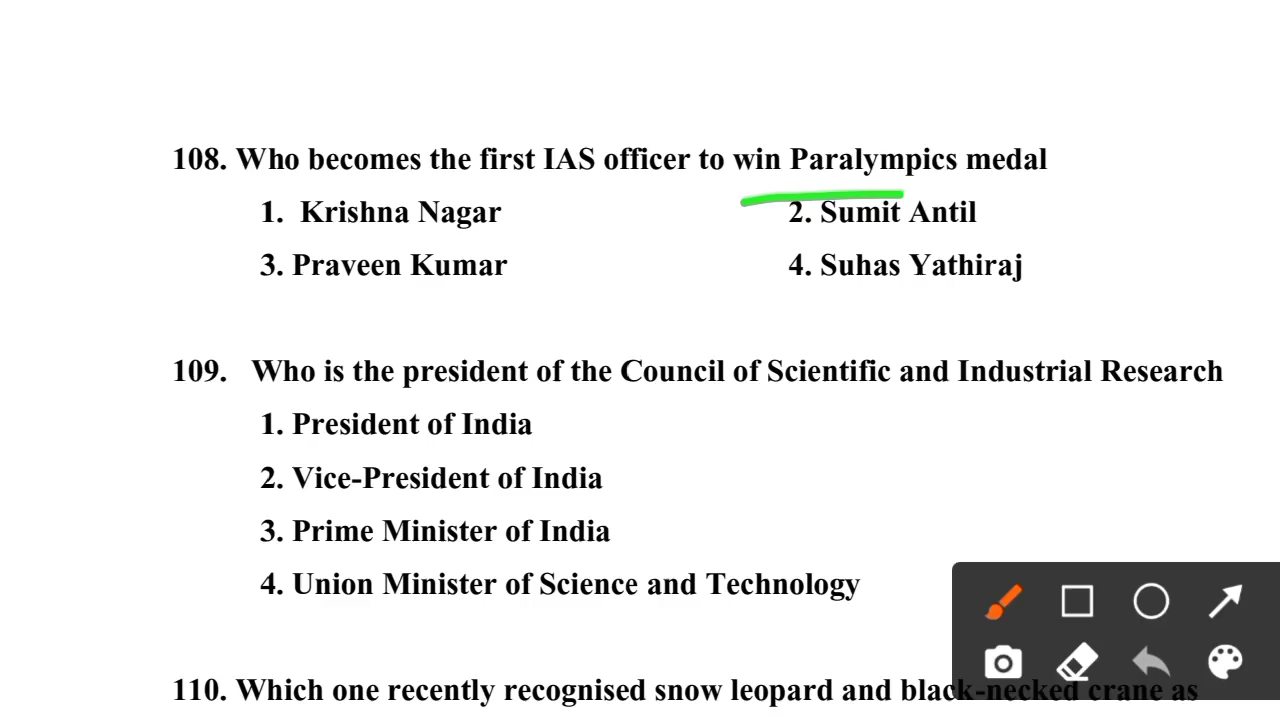 108. Who becomes the first IAS officer to win Paralympics medal
1. Krishna Nagar 2. Sumit Antil
3. Praveen Kumar 4. Suhas Yathiraj
109. Who is the president of the Council of Scientific and Industrial Research
1. President of India
2. Vice-President of India
3. Prime Minister of India
4. Union Minister of Science and Technology
110. Which one recently recognised snow leopard and black-necked crane as